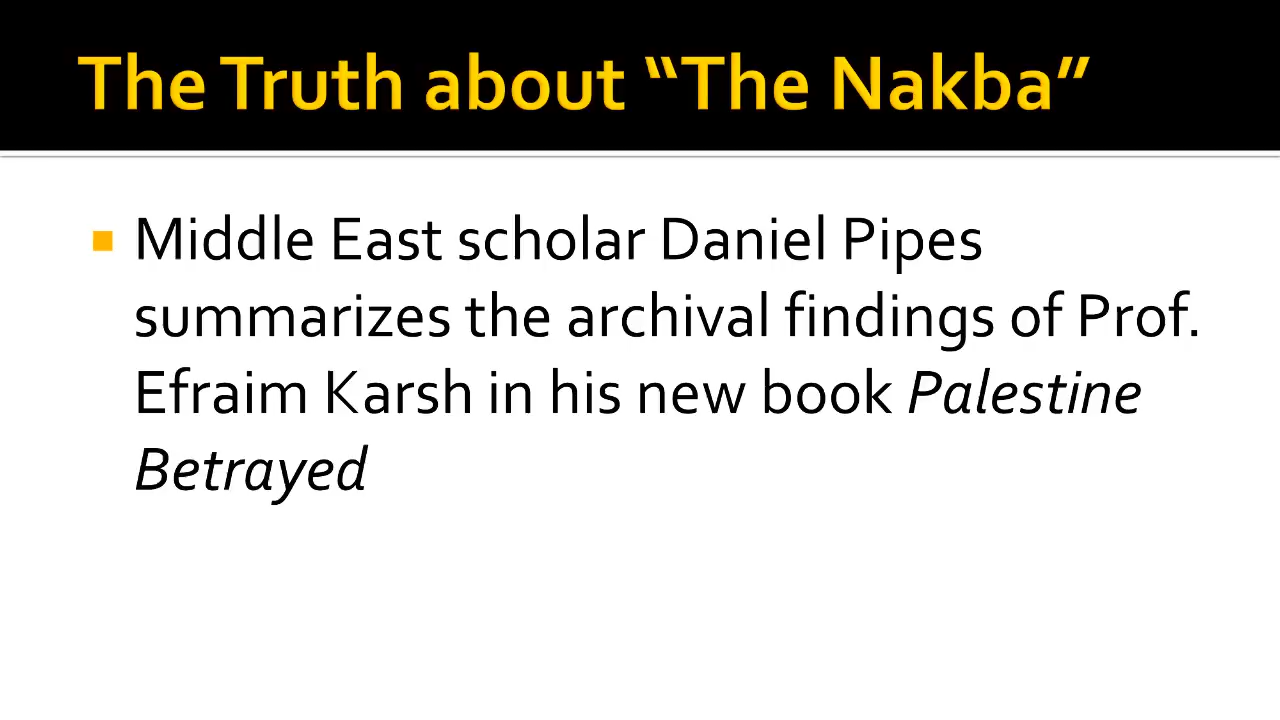 The Truth about “The Nakba”
Middle East scholar Daniel Pipes
summarizes the archival findings of Prof.
Efraim Karsh in his new book Palestine
Betrayed